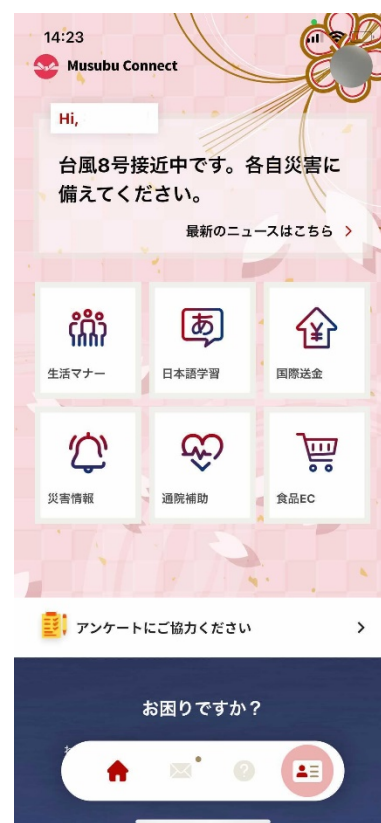 14:23
Musubu Connect
Hi,
台風8号接近中です。各自災害に
備えてください。
最新のニュースはこちら
生活マナー
日本語学習
国際送金
災害情報
通院補助
食品EC
アンケートにご協力ください
お困りですか？